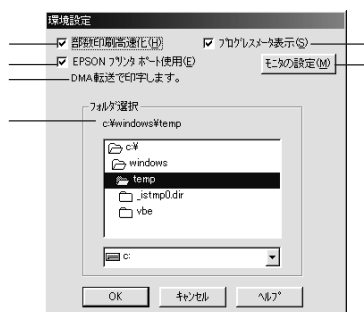 環境設定
部数印刷高速化(H)
プログレスメータ表示(S)
EPSON プリンタ ポート使用(E)
モニタの設定(M)
DMA転送で印字します。
フォルダ選択
c:¥windows¥temp
c:¥
windows
temp
_istmp0.dir
vbe
c:
OK
キャンセル
ヘルプ